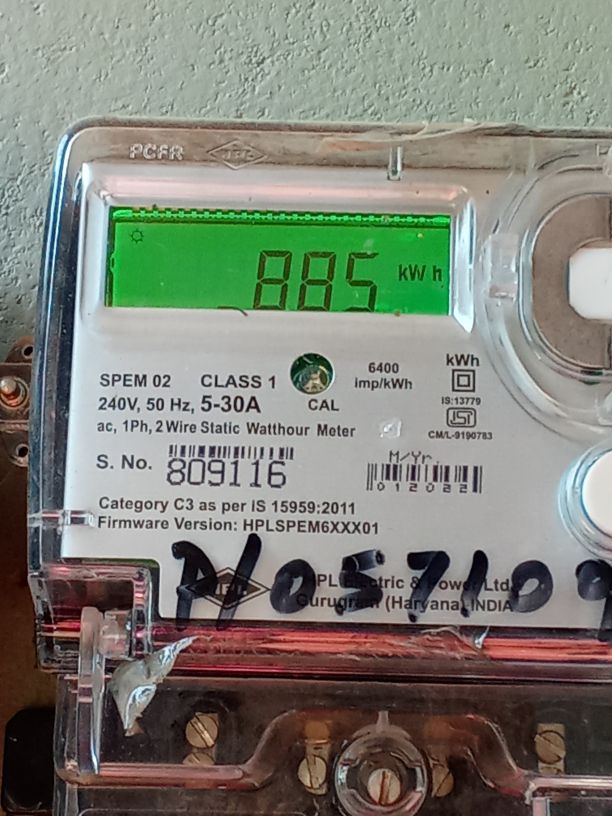 PCFR HPL
885 kWh
SPEM 02 CLASS 1
6400
imp/kWh
kWh
240V, 50 Hz, 5-30A
CAL
IS:13779
ISI
ac, 1Ph, 2 Wire Static Watthour Meter
CM/L-9190783
S. No. 809116
M/Yr.
012022
Category C3 as per IS 15959:2011
Firmware Version: HPLSPEM6XXX01
HPL Electric & Power Ltd.
Gurugram (Haryana) INDIA